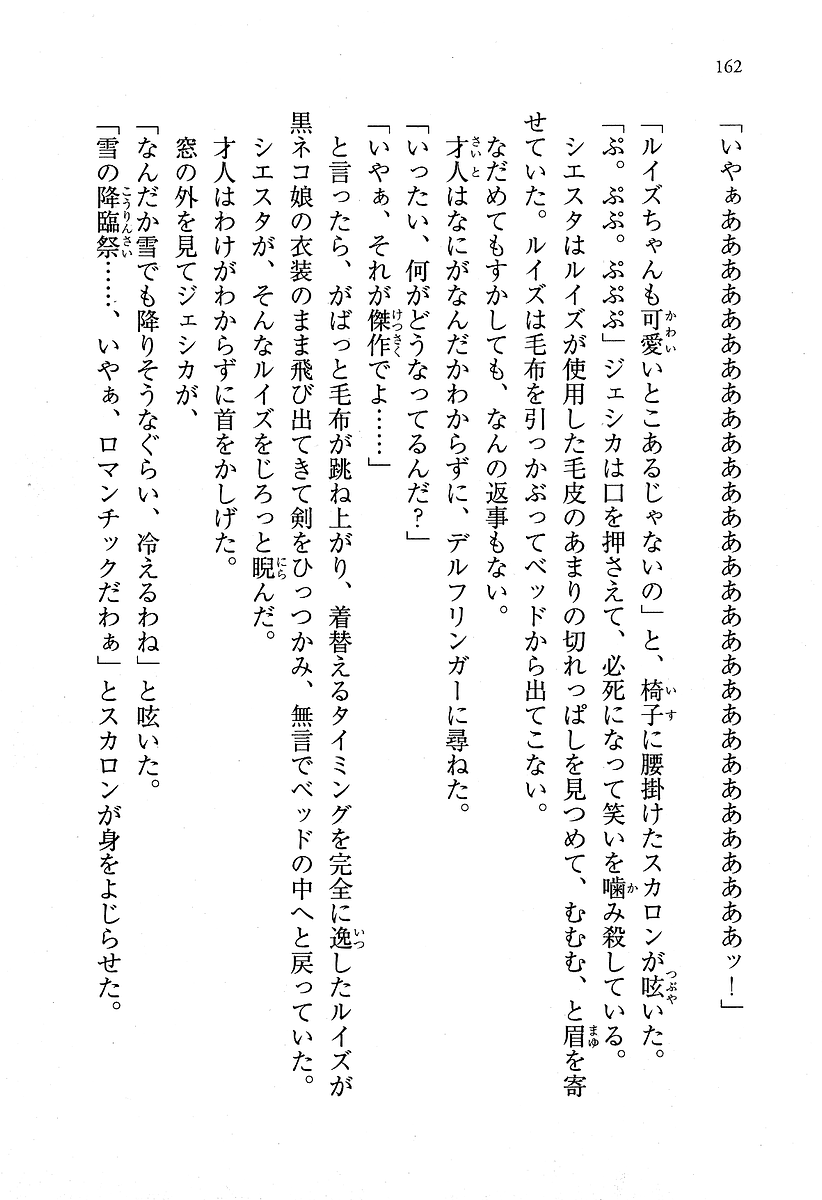 162
「いやぁあああああああああああああああああああああああああああああああッ！」
「ルイズちゃんも可愛いとこあるじゃないの」と、椅子に腰掛けたスカロンが呟いた。
「ぷ。ぷぷ。ぷぷぷ」ジェシカは口を押さえて、必死になって笑いを噛み殺している。
　シエスタはルイズが使用した毛皮のあまりの切れっぱしを見つめて、むむむ、と眉を寄
せていた。ルイズは毛布を引っかぶってベッドから出てこない。
　なだめてもすかしても、なんの返事もない。
　才人はなにがなんだかわからずに、デルフリンガーに尋ねた。
「いったい、何がどうなってるんだ？」
「いやぁ、それが傑作でよ……」
　と言ったら、がばっと毛布が跳ね上がり、着替えるタイミングを完全に逸したルイズが
黒ネコ娘の衣装のまま飛び出てきて剣をひっつかみ、無言でベッドの中へと戻っていた。
　シエスタが、そんなルイズをじろっと睨んだ。
　才人はわけがわからずに首をかしげた。
　窓の外を見てジェシカが、
「なんだか雪でも降りそうなぐらい、冷えるわね」と呟いた。
「雪の降臨祭……、いやぁ、ロマンチックだわぁ」とスカロンが身をよじらせた。